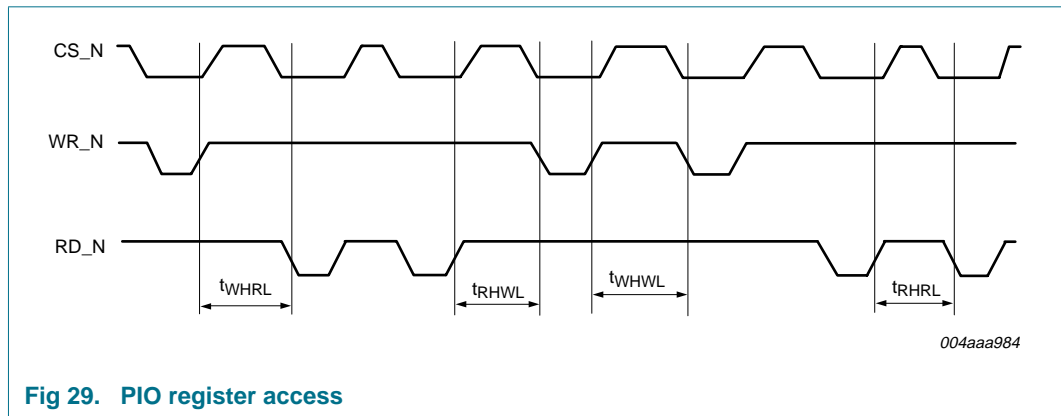 CS_N
WR_N
RD_N
tWHRL
tRHWL
tWHWL
tRHRL
004aaa984
Fig 29. PIO register access